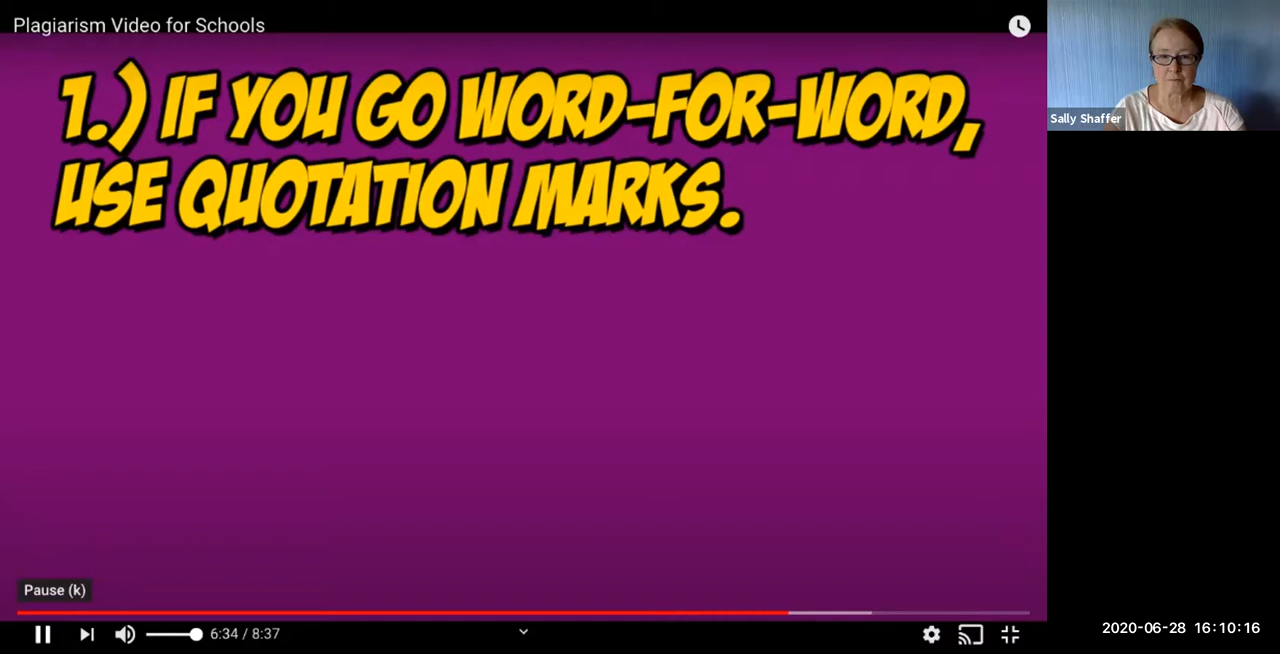 Plagiarism Video for Schools
1.) IF YOU GO WORD-FOR-WORD,
USE QUOTATION MARKS.
Sally Shaffer
Pause (k)
6:34 / 8:37
2020-06-28 16:10:16